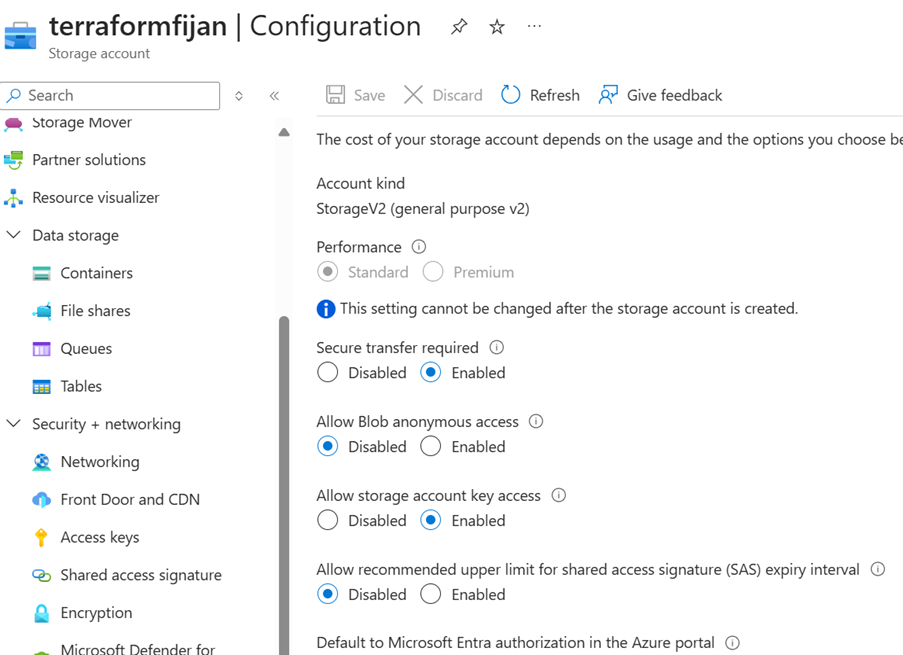 terraformfijan | Configuration
Storage account
Search
Storage Mover
Partner solutions
Resource visualizer
Data storage
Containers
File shares
Queues
Tables
Security + networking
Networking
Front Door and CDN
Access keys
Shared access signature
Encryption
Microsoft Defender for
Save Discard Refresh Give feedback
The cost of your storage account depends on the usage and the options you choose be
Account kind
StorageV2 (general purpose v2)
Performance
Standard Premium
This setting cannot be changed after the storage account is created.
Secure transfer required
Disabled Enabled
Allow Blob anonymous access
Disabled Enabled
Allow storage account key access
Disabled Enabled
Allow recommended upper limit for shared access signature (SAS) expiry interval
Disabled Enabled
Default to Microsoft Entra authorization in the Azure portal